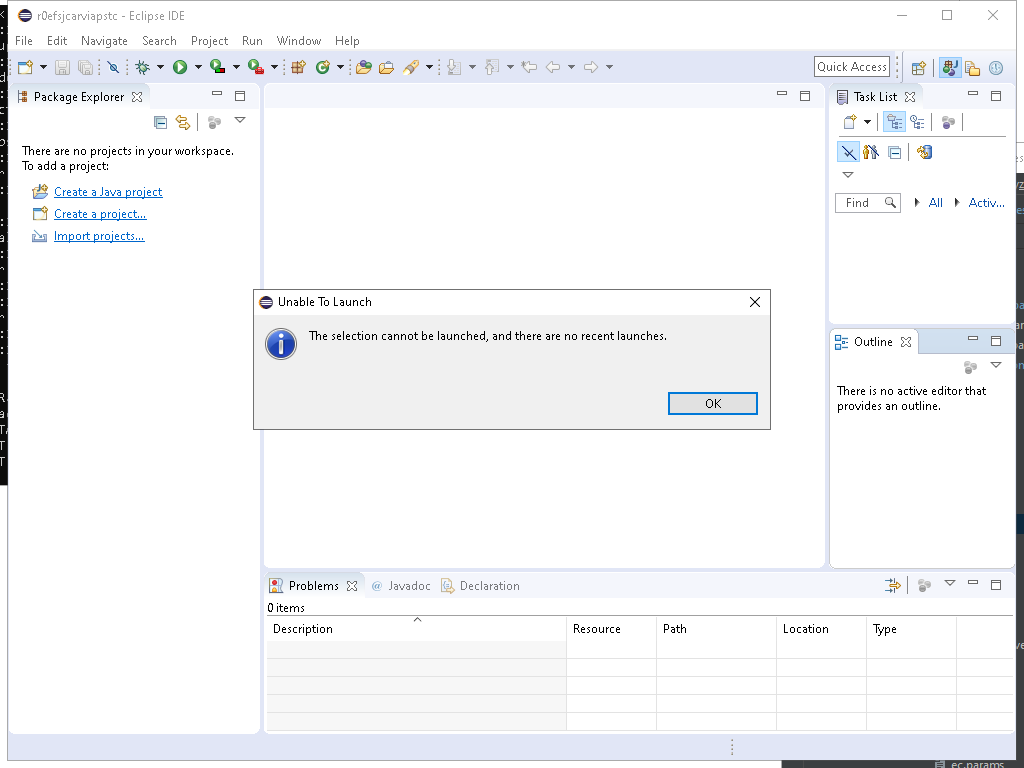 r0efsjcarviapstc - Eclipse IDE
File Edit Navigate Search Project Run Window Help
Quick Access
Package Explorer
Task List
There are no projects in your workspace.
To add a project:
Create a Java project
Create a project...
Import projects...
Find All Activ...
Unable To Launch
The selection cannot be launched, and there are no recent launches.
OK
Outline
There is no active editor that
provides an outline.
Problems @ Javadoc Declaration
0 items
Description Resource Path Location Type
ec.params